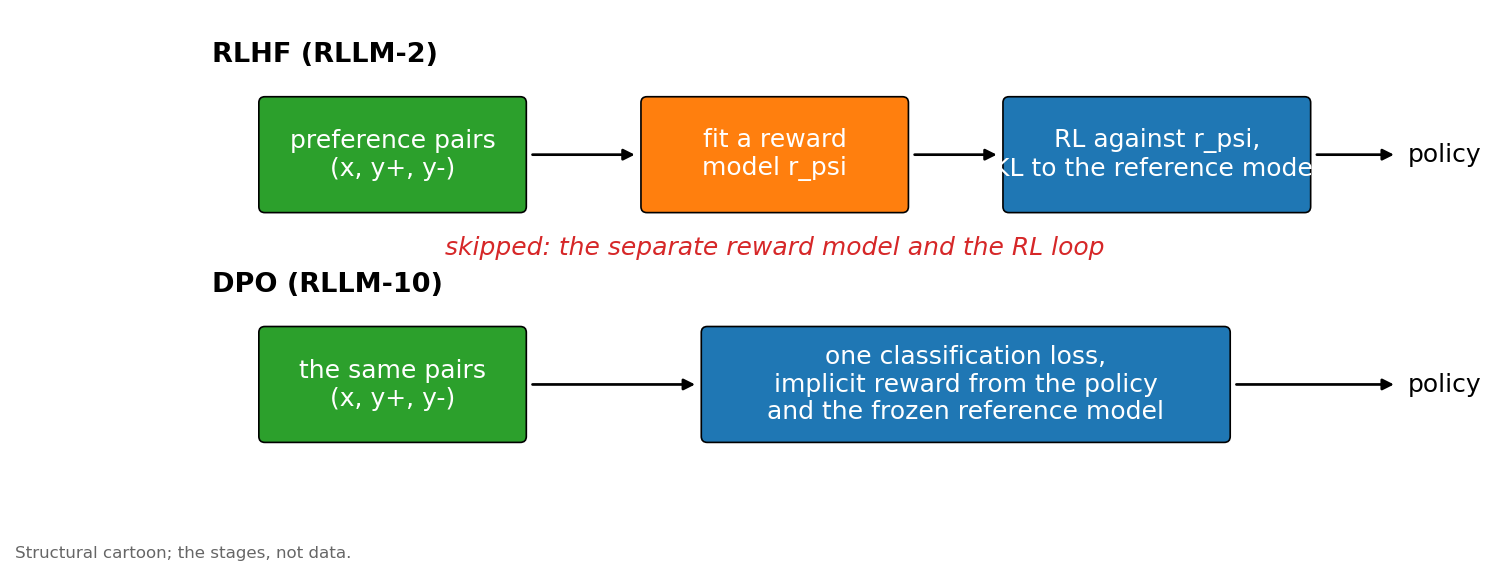 RLHF (RLLM-2)
preference pairs
(x, y+, y-)
fit a reward
model r_psi
RL against r_psi,
KL to the reference mode
policy
skipped: the separate reward model and the RL loop
DPO (RLLM-10)
the same pairs
(x, y+, y-)
one classification loss,
implicit reward from the policy
and the frozen reference model
policy
Structural cartoon; the stages, not data.